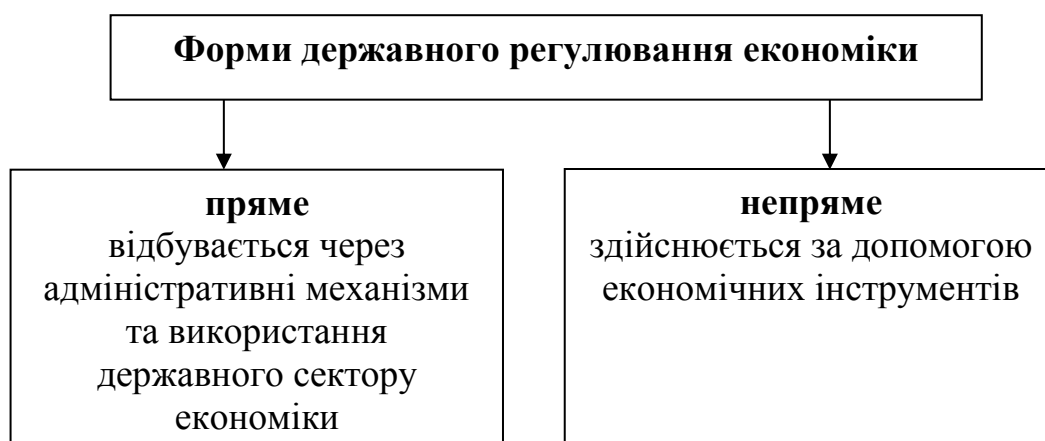 Форми державного регулювання економіки
пряме
відбувається через
адміністративні механізми
та використання
державного сектору
економіки
непряме
здійснюється за допомогою
економічних інструментів